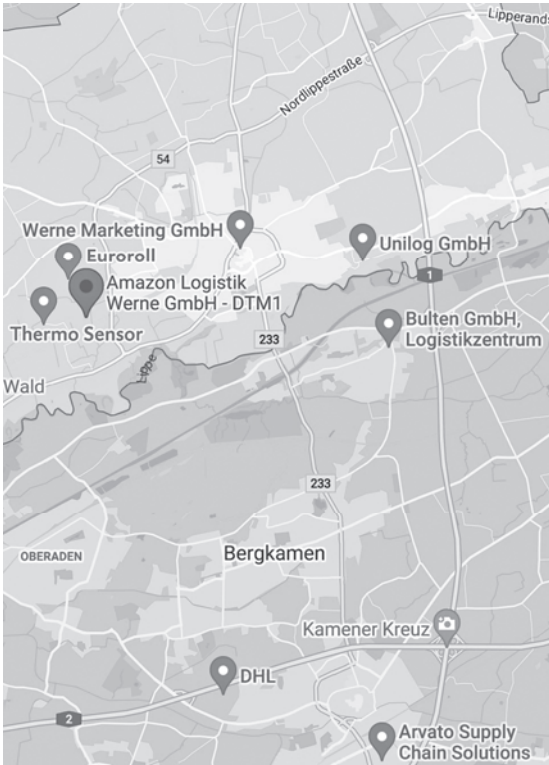 Lipperands
Nordlippestraße
54
Werne Marketing GmbH
Euroroll
Unilog GmbH
Amazon Logistik
Werne GmbH - DTM1
1
Thermo Sensor
Bulten GmbH,
Logistikzentrum
233
Lippe
Wald
233
Bergkamen
OBERADEN
Kamener Kreuz
DHL
2
Arvato Supply
Chain Solutions